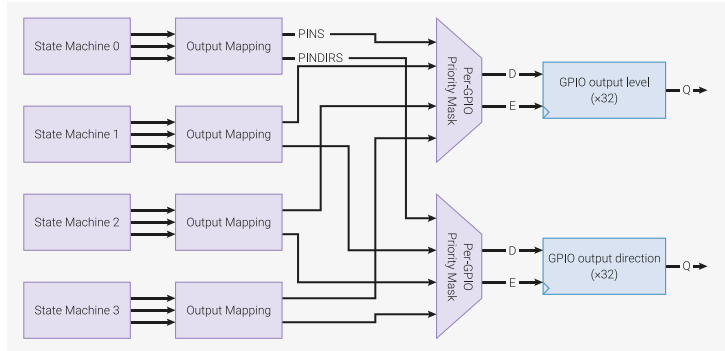 State Machine 0
Output Mapping
PINS
PINDIRS
Per-GPIO
Priority Mask
D
E
GPIO output level
(×32)
Q
State Machine 1
Output Mapping
State Machine 2
Output Mapping
Per-GPIO
Priority Mask
D
E
GPIO output direction
(×32)
Q
State Machine 3
Output Mapping